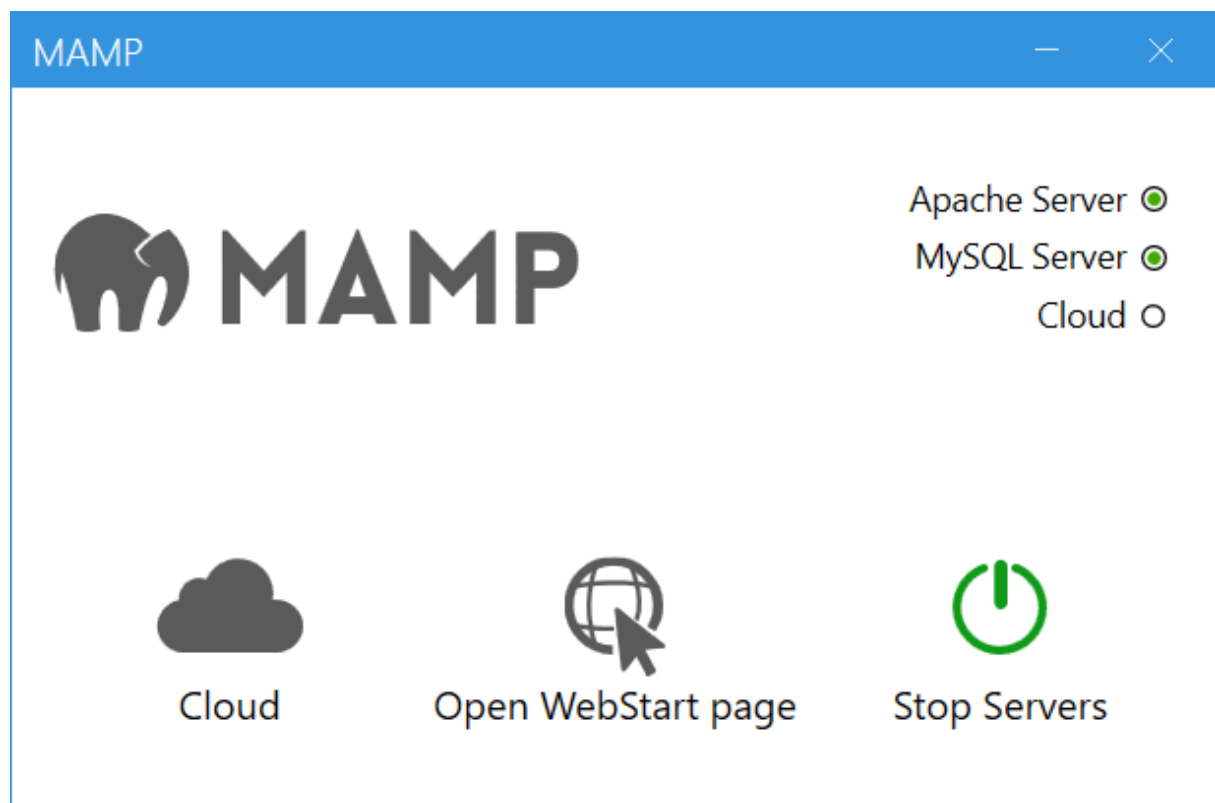 MAMP
Apache Server
MAMP
MySQL Server
Cloud
Cloud
Open WebStart page
Stop Servers